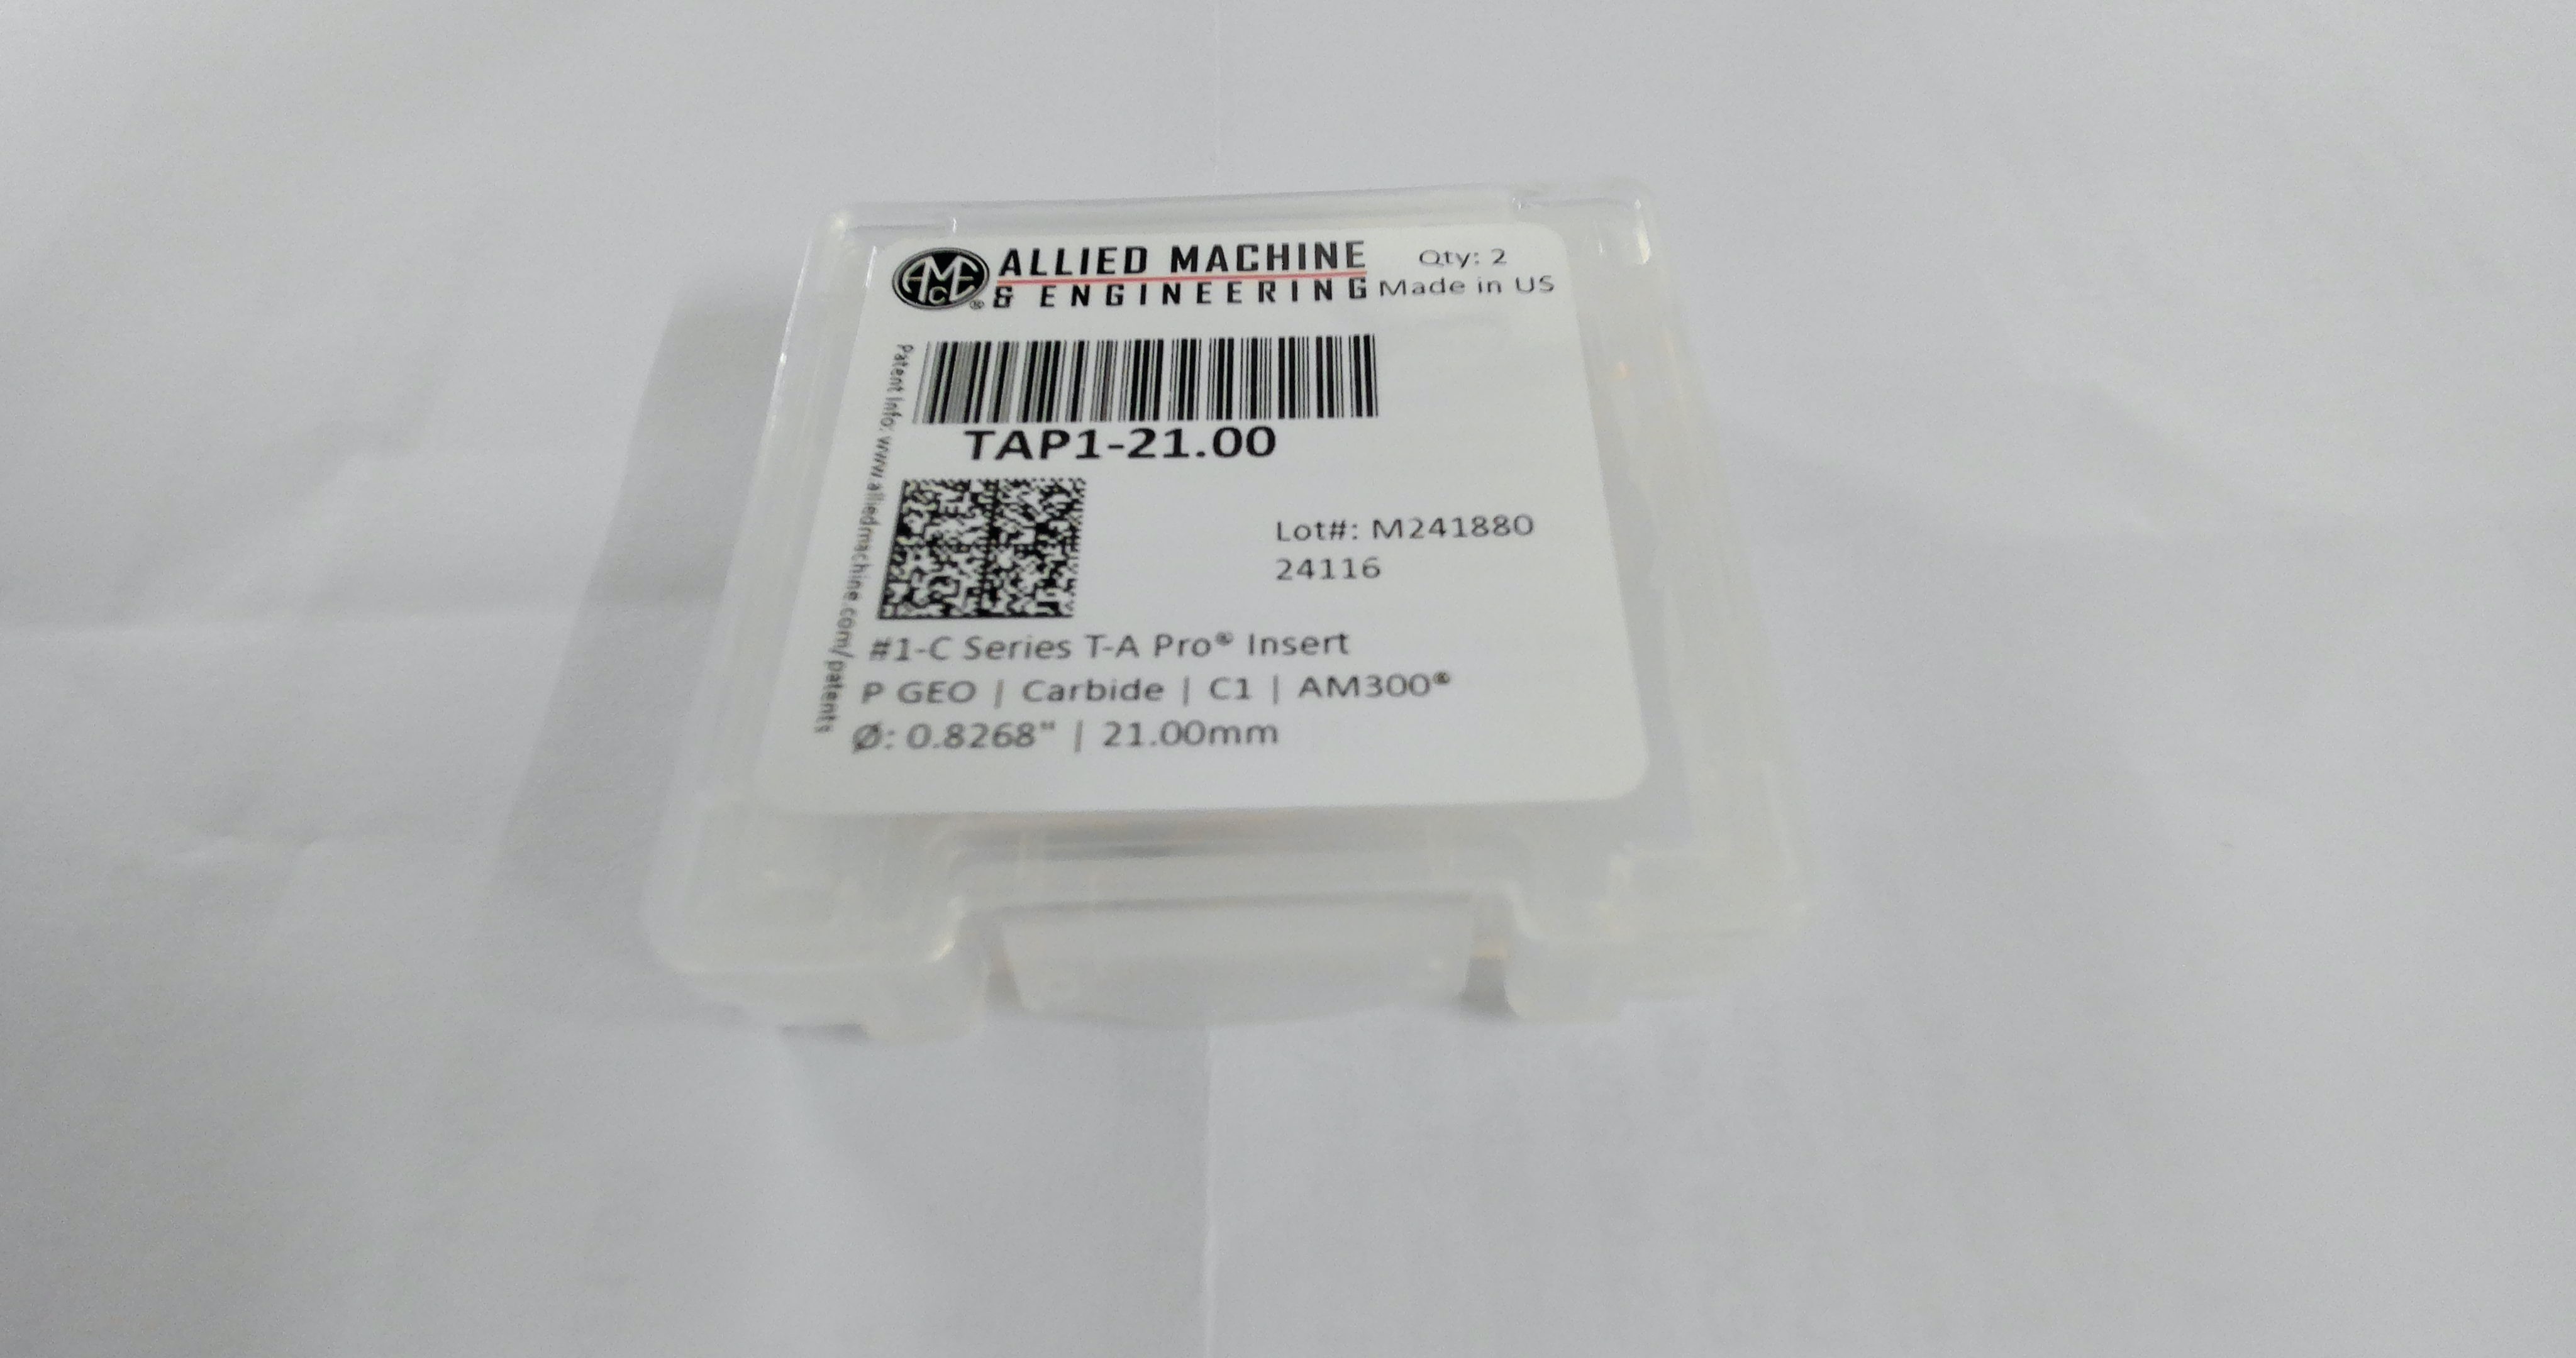 AMEC®
ALLIED MACHINE
& ENGINEERING
Qty: 2
Made in US
Patent Info: www.alliedmachine.com/patents
TAP1-21.00
Lot#: M241880
24116
#1-C Series T-A Pro® Insert
P GEO | Carbide | C1 | AM300®
Ø: 0.8268" | 21.00mm